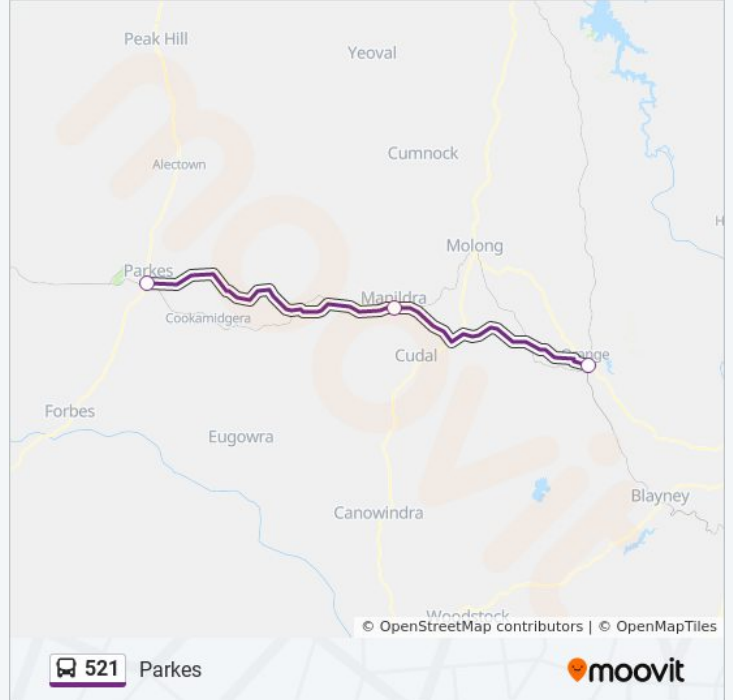 Peak Hill
Yeoval
Cumnock
Alectown
Molong
Parkes
Manildra
Cookamidgera
Cudal
Orange
Forbes
Eugowra
Blayney
Canowindra
Woodstock
© OpenStreetMap contributors | © OpenMapTiles
521 Parkes
moovit
moovit